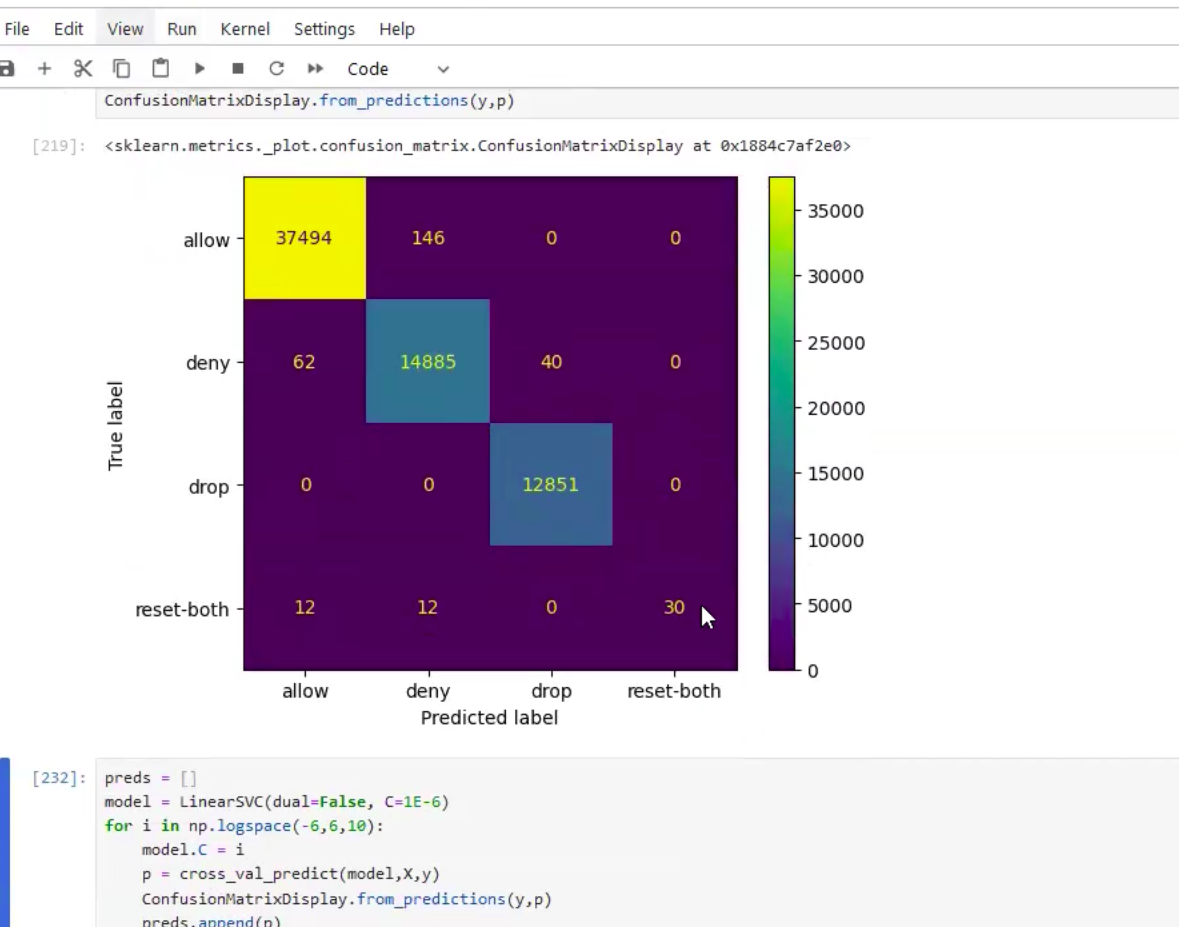 File Edit View Run Kernel Settings Help
Code
ConfusionMatrixDisplay.from_predictions(y,p)
[219]: <sklearn.metrics._plot.confusion_matrix.ConfusionMatrixDisplay at 0x1884c7af2e0>
allow 37494 146 0 0
deny 62 14885 40 0
drop 0 0 12851 0
reset-both 12 12 0 30
allow deny drop reset-both
Predicted label
True label
35000
30000
25000
20000
15000
10000
5000
0
[232]: preds = []
model = LinearSVC(dual=False, C=1E-6)
for i in np.logspace(-6,6,10):
    model.C = i
    p = cross_val_predict(model,X,y)
    ConfusionMatrixDisplay.from_predictions(y,p)
    preds.append(p)